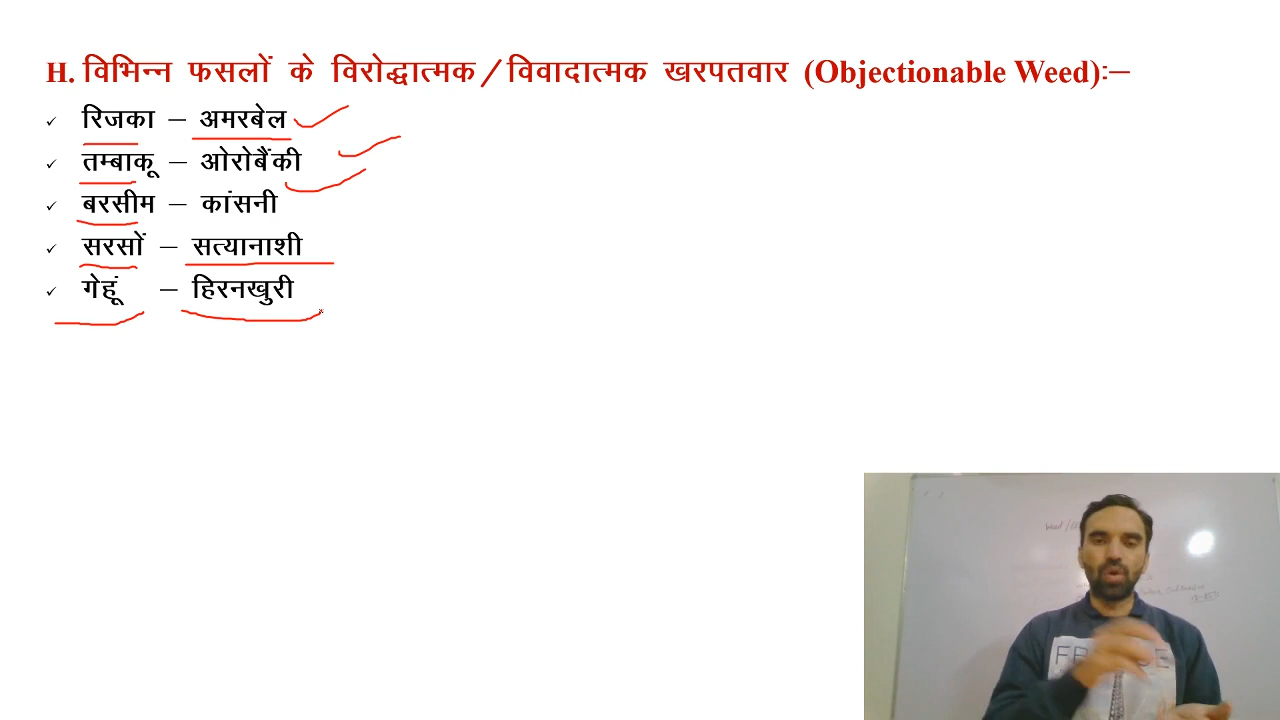 H. विभिन्न फसलों के विरोद्धात्मक/विवादात्मक खरपतवार (Objectionable Weed):–
✓ रिजका – अमरबेल
✓ तम्बाकू – ओरोबैंकी
✓ बरसीम – कांसनी
✓ सरसों – सत्यानाशी
✓ गेहूं – हिरनखुरी